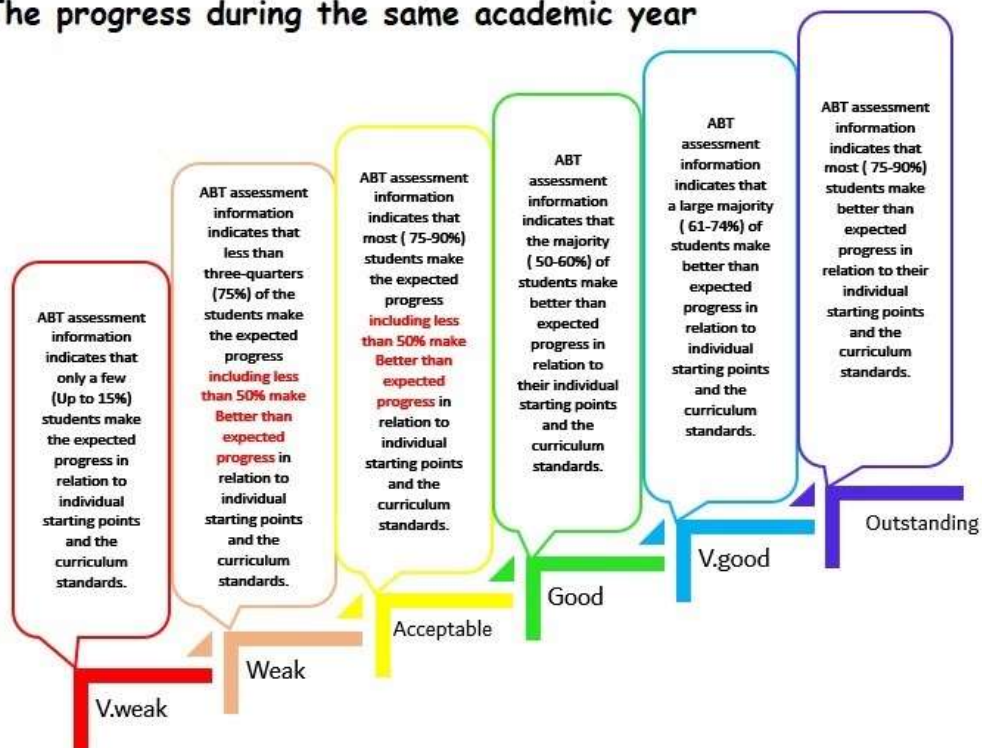 The progress during the same academic year
ABT assessment
information
indicates that
only a few
(Up to 15%)
students make
the expected
progress in
relation to
individual
starting points
and the
curriculum
standards.
V.weak
ABT assessment
information
indicates that
less than
three-quarters
(75%) of the
students make
the expected
progress
including less
than 50% make
Better than
expected
progress in
relation to
individual
starting points
and the
curriculum
standards.
Weak
ABT assessment
information
indicates that
most ( 75-90%)
students make
the expected
progress
including less
than 50% make
Better than
expected
progress in
relation to
individual
starting points
and the
curriculum
standards.
Acceptable
ABT
assessment
information
indicates that
the majority
( 50-60%) of
students make
better than
expected
progress in
relation to
their individual
starting points
and the
curriculum
standards.
Good
ABT
assessment
information
indicates that
a large majority
( 61-74%) of
students make
better than
expected
progress in
relation to
individual
starting points
and the
curriculum
standards.
V.good
ABT assessment
information
indicates that
most ( 75-90%)
students make
better than
expected
progress in
relation to their
individual
starting points
and the
curriculum
standards.
Outstanding